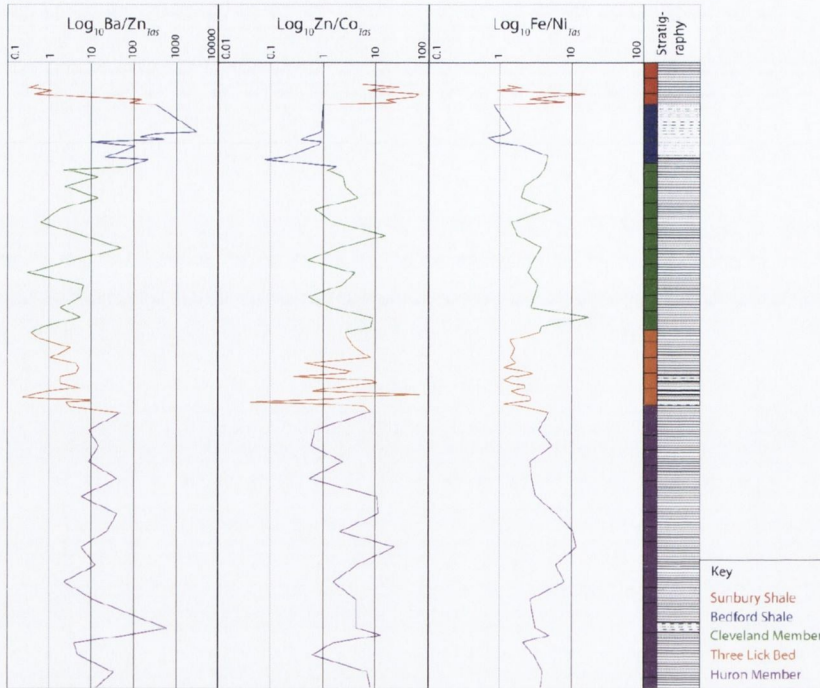 Log10Ba/Znlas
0.1 1 10 100 1000 10000
Log10Zn/Colas
0.01 0.1 1 10 100
Log10Fe/Nilas
0.1 1 10 100
Stratig-
raphy
Key
Sunbury Shale
Bedford Shale
Cleveland Member
Three Lick Bed
Huron Member